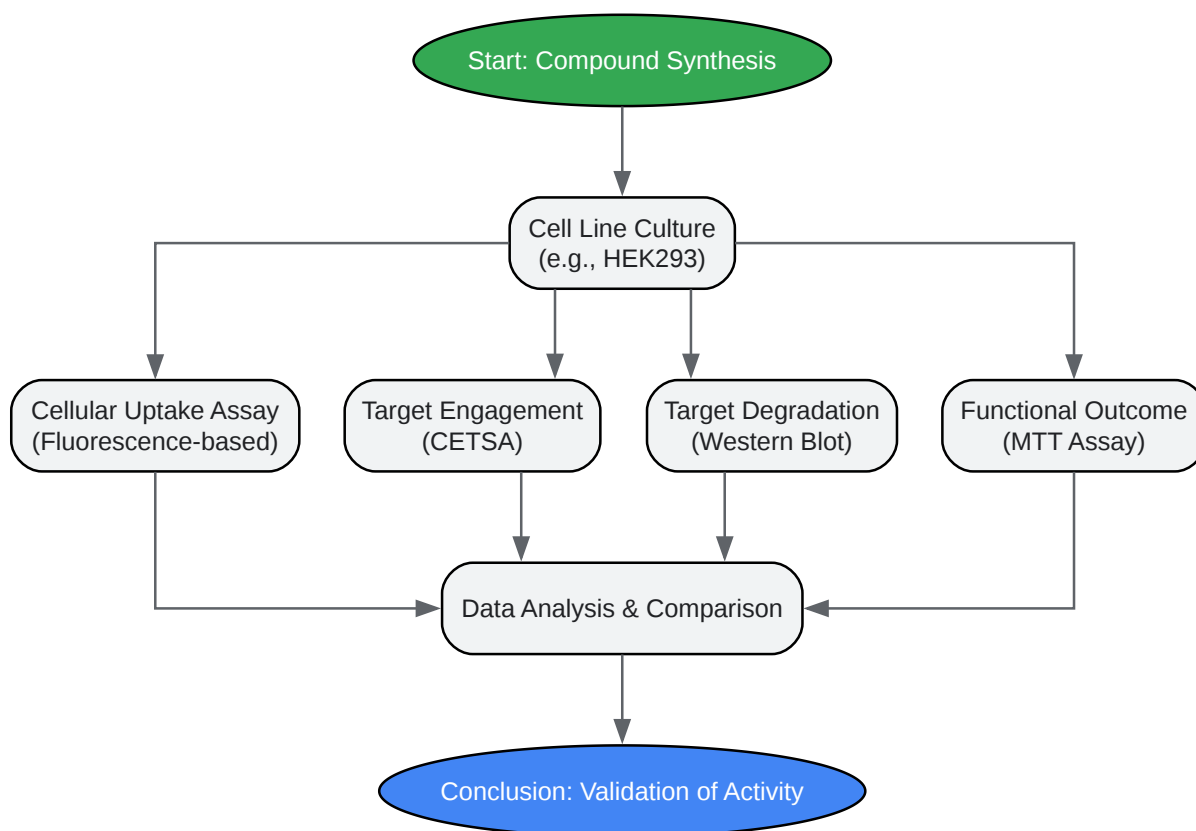 Start: Compound Synthesis
Cell Line Culture
(e.g., HEK293)
Cellular Uptake Assay
(Fluorescence-based)
Target Engagement
(CETSA)
Target Degradation
(Western Blot)
Functional Outcome
(MTT Assay)
Data Analysis & Comparison
Conclusion: Validation of Activity